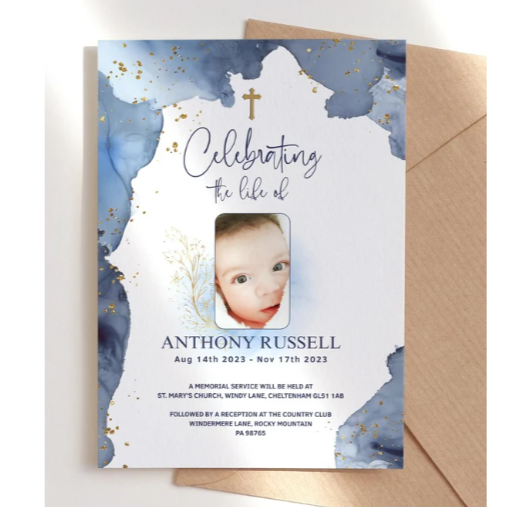 Celebrating
the life of
ANTHONY RUSSELL
Aug 14th 2023 - Nov 17th 2023
A MEMORIAL SERVICE WILL BE HELD AT
ST. MARY'S CHURCH, WINDY LANE, CHELTENHAM GL51 1AB
FOLLOWED BY A RECEPTION AT THE COUNTRY CLUB
WINDERMERE LANE, ROCKY MOUNTAIN
PA 98765